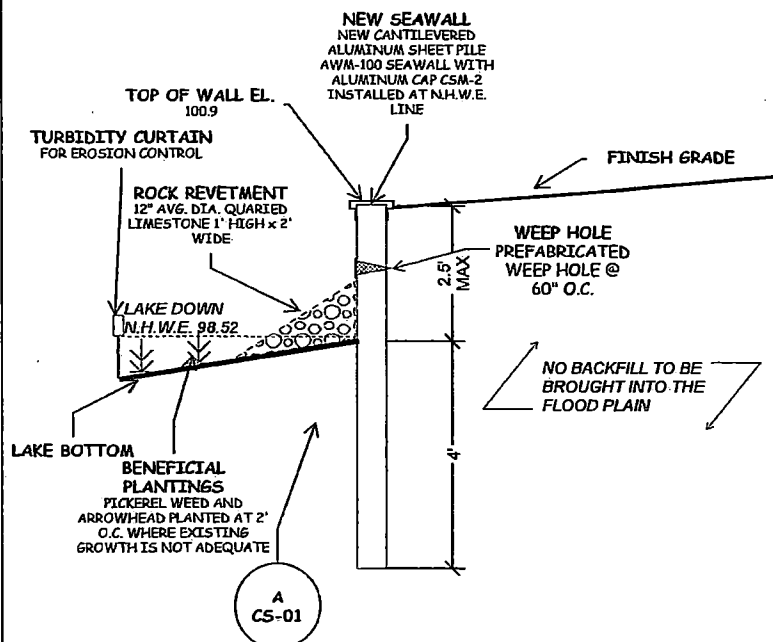 NEW SEAWALL
NEW CANTILEVERED
ALUMINUM SHEET PILE
AWM-100 SEAWALL WITH
ALUMINUM CAP CSM-2
INSTALLED AT N.H.W.E.
LINE
TOP OF WALL EL.
100.9
TURBIDITY CURTAIN
FOR EROSION CONTROL
FINISH GRADE
ROCK REVETMENT
12" AVG. DIA. QUARIED
LIMESTONE 1' HIGH x 2'
WIDE
WEEP HOLE
PREFABRICATED
WEEP HOLE @
60" O.C.
2.5'
MAX
LAKE DOWN
N.H.W.E. 98.52
NO BACKFILL TO BE
BROUGHT INTO THE
FLOOD PLAIN
LAKE BOTTOM
BENEFICIAL
PLANTINGS
PICKEREL WEED AND
ARROWHEAD PLANTED AT 2'
O.C. WHERE EXISTING
GROWTH IS NOT ADEQUATE
4'
A
CS-01